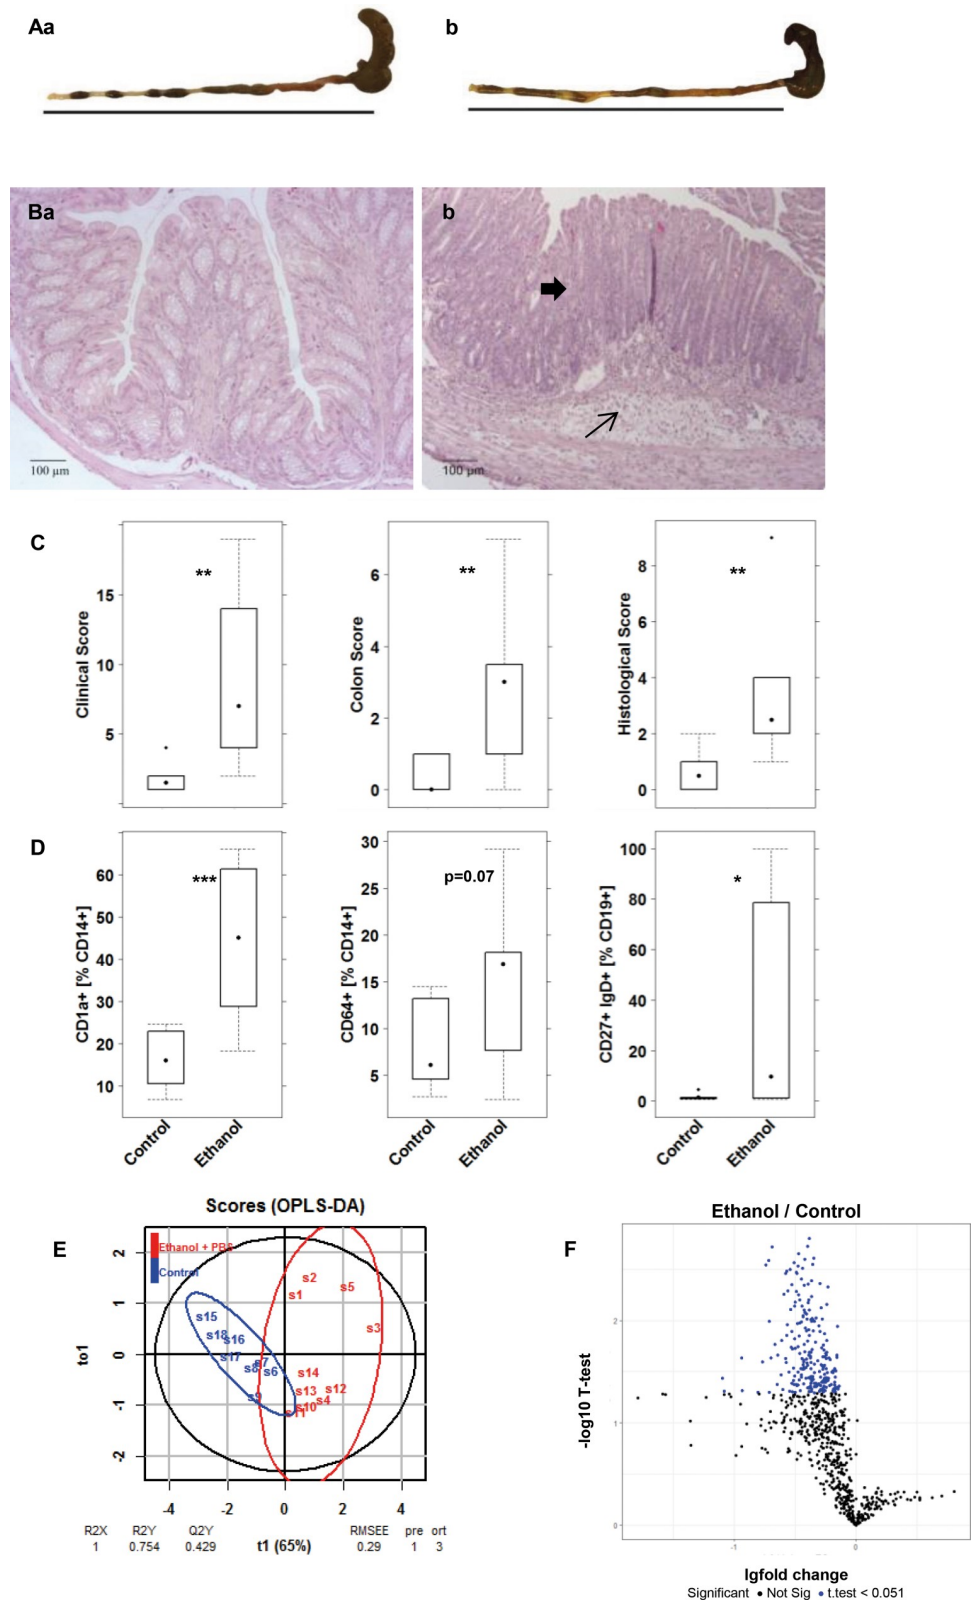 Aa
b
Ba
b
100 µm
100 µm
C
Clinical Score
15
10
5
**
Colon Score
6
4
2
0
**
Histological Score
8
6
4
2
0
**
D
CD1a+ [% CD14+]
60
50
40
30
20
10
***
Control
Ethanol
CD64+ [% CD14+]
30
25
20
15
10
5
p=0.07
Control
Ethanol
CD27+ IgD+ [% CD19+]
100
80
60
40
20
0
*
Control
Ethanol
E
Scores (OPLS-DA)
Ethanol + PBS
Control
to1
2
1
0
-1
-2
s2
s1
s5
s3
s15
s18
s16
s17
s7
s8
s6
s14
s13
s12
s9
s4
s10
s11
-4 -2 0 2 4
R2X R2Y Q2Y RMSEE pre ort
1 0.754 0.429 t1 (65%) 0.29 1 3
F
Ethanol / Control
-log10 T-test
2
1
0
-1 0
lgfold change
Significant • Not Sig • t.test < 0.051